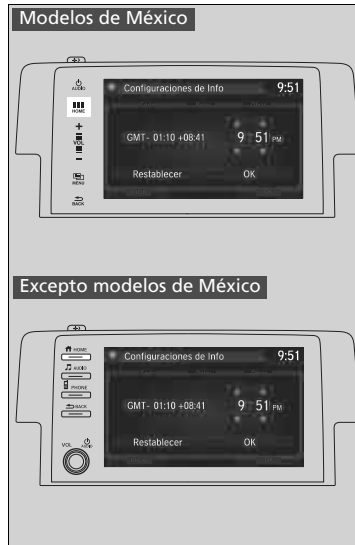 Modelos de México
AUDIO
HOME
+
VOL
-
MENU
BACK
Configuraciones de Info
9:51
GMT- 01:10 +08:41
9 51 PM
Restablecer
OK
Excepto modelos de México
HOME
AUDIO
PHONE
BACK
VOL
AUDIO
Configuraciones de Info
9:51
GMT- 01:10 +08:41
9 51 PM
Restablecer
OK